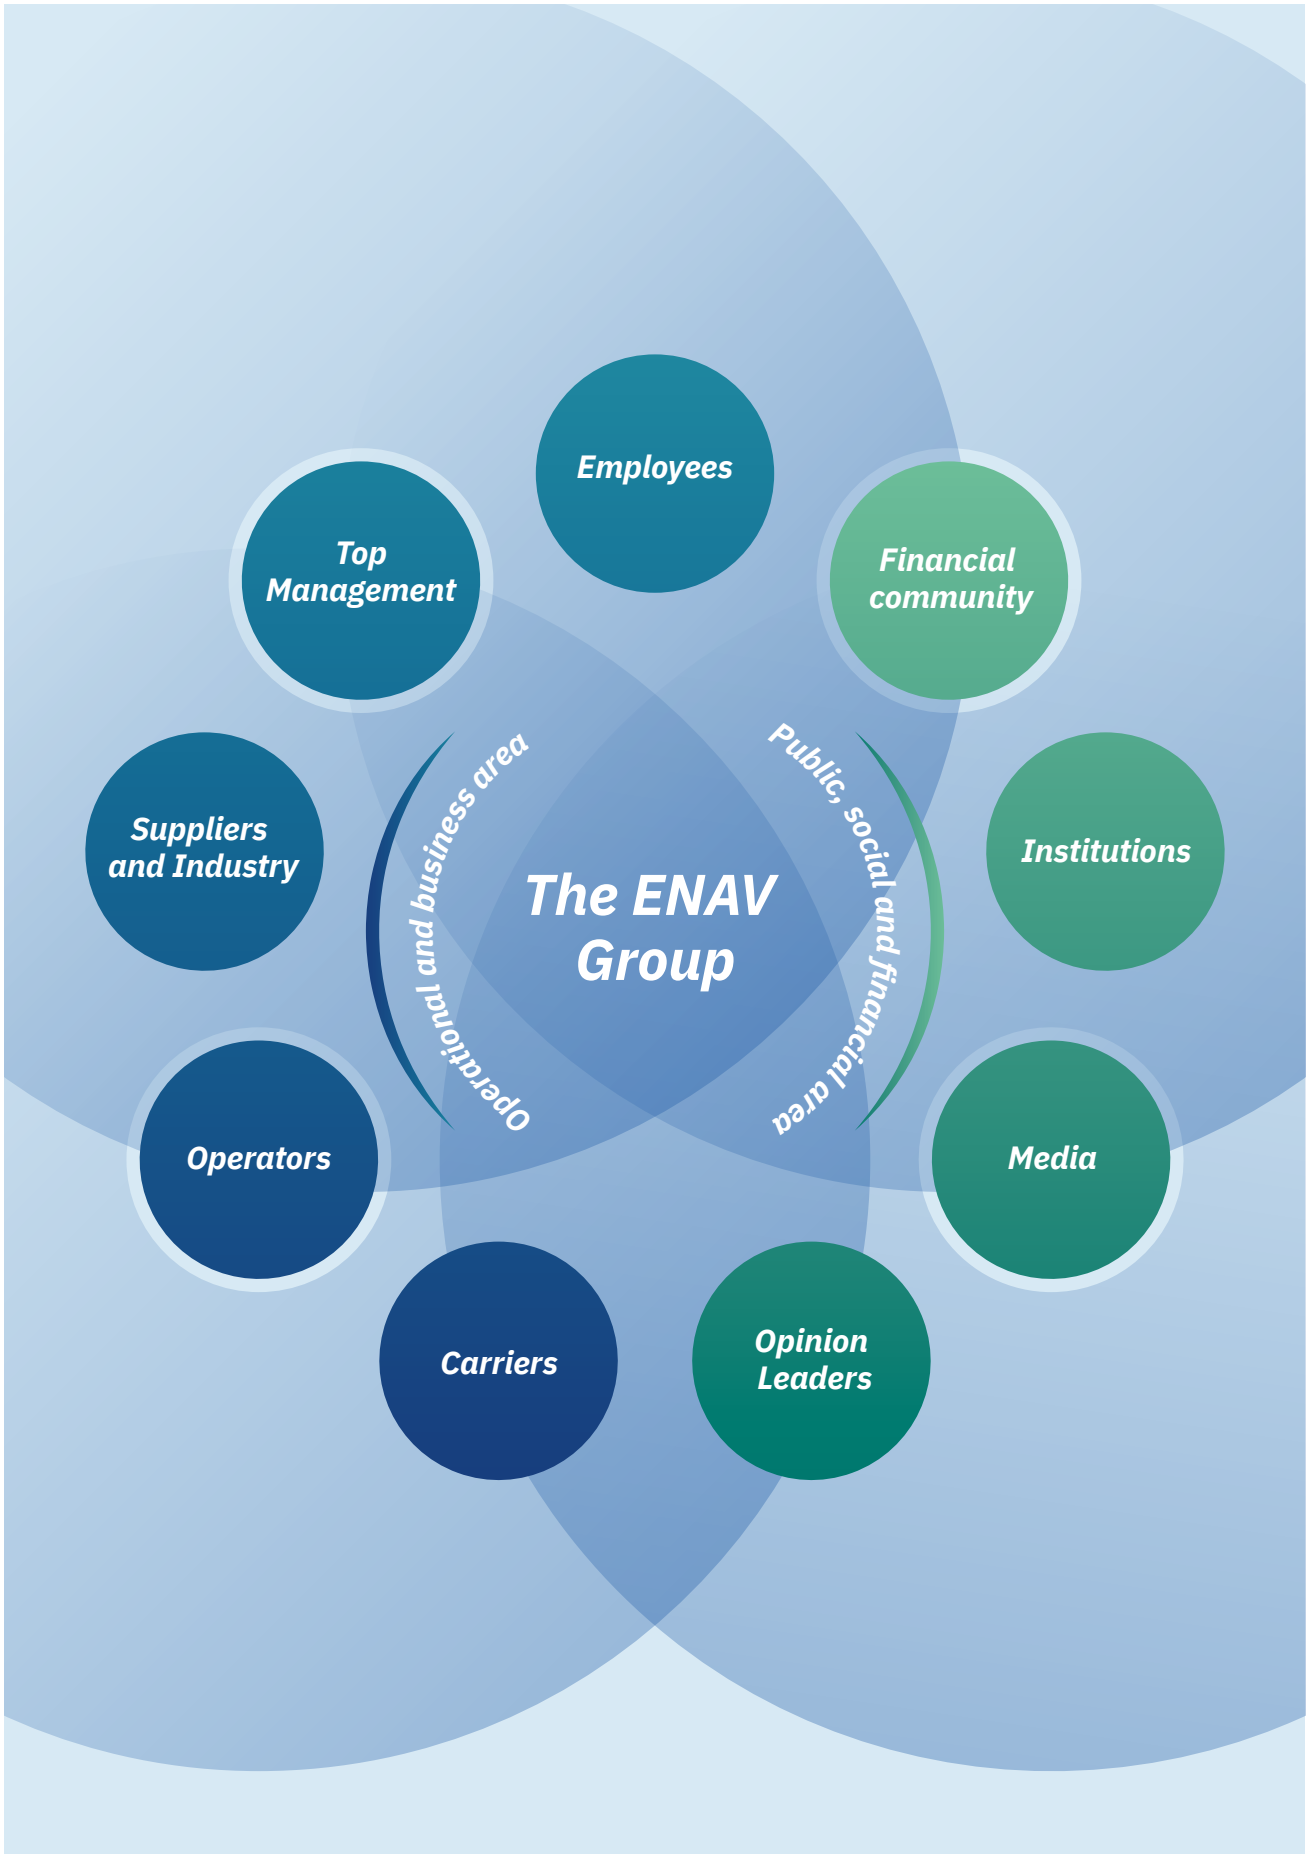 Employees
Top
Management
Financial
community
Suppliers
and Industry
Institutions
Operational and business area
Public, social and financial area
The ENAV
Group
Operators
Media
Carriers
Opinion
Leaders